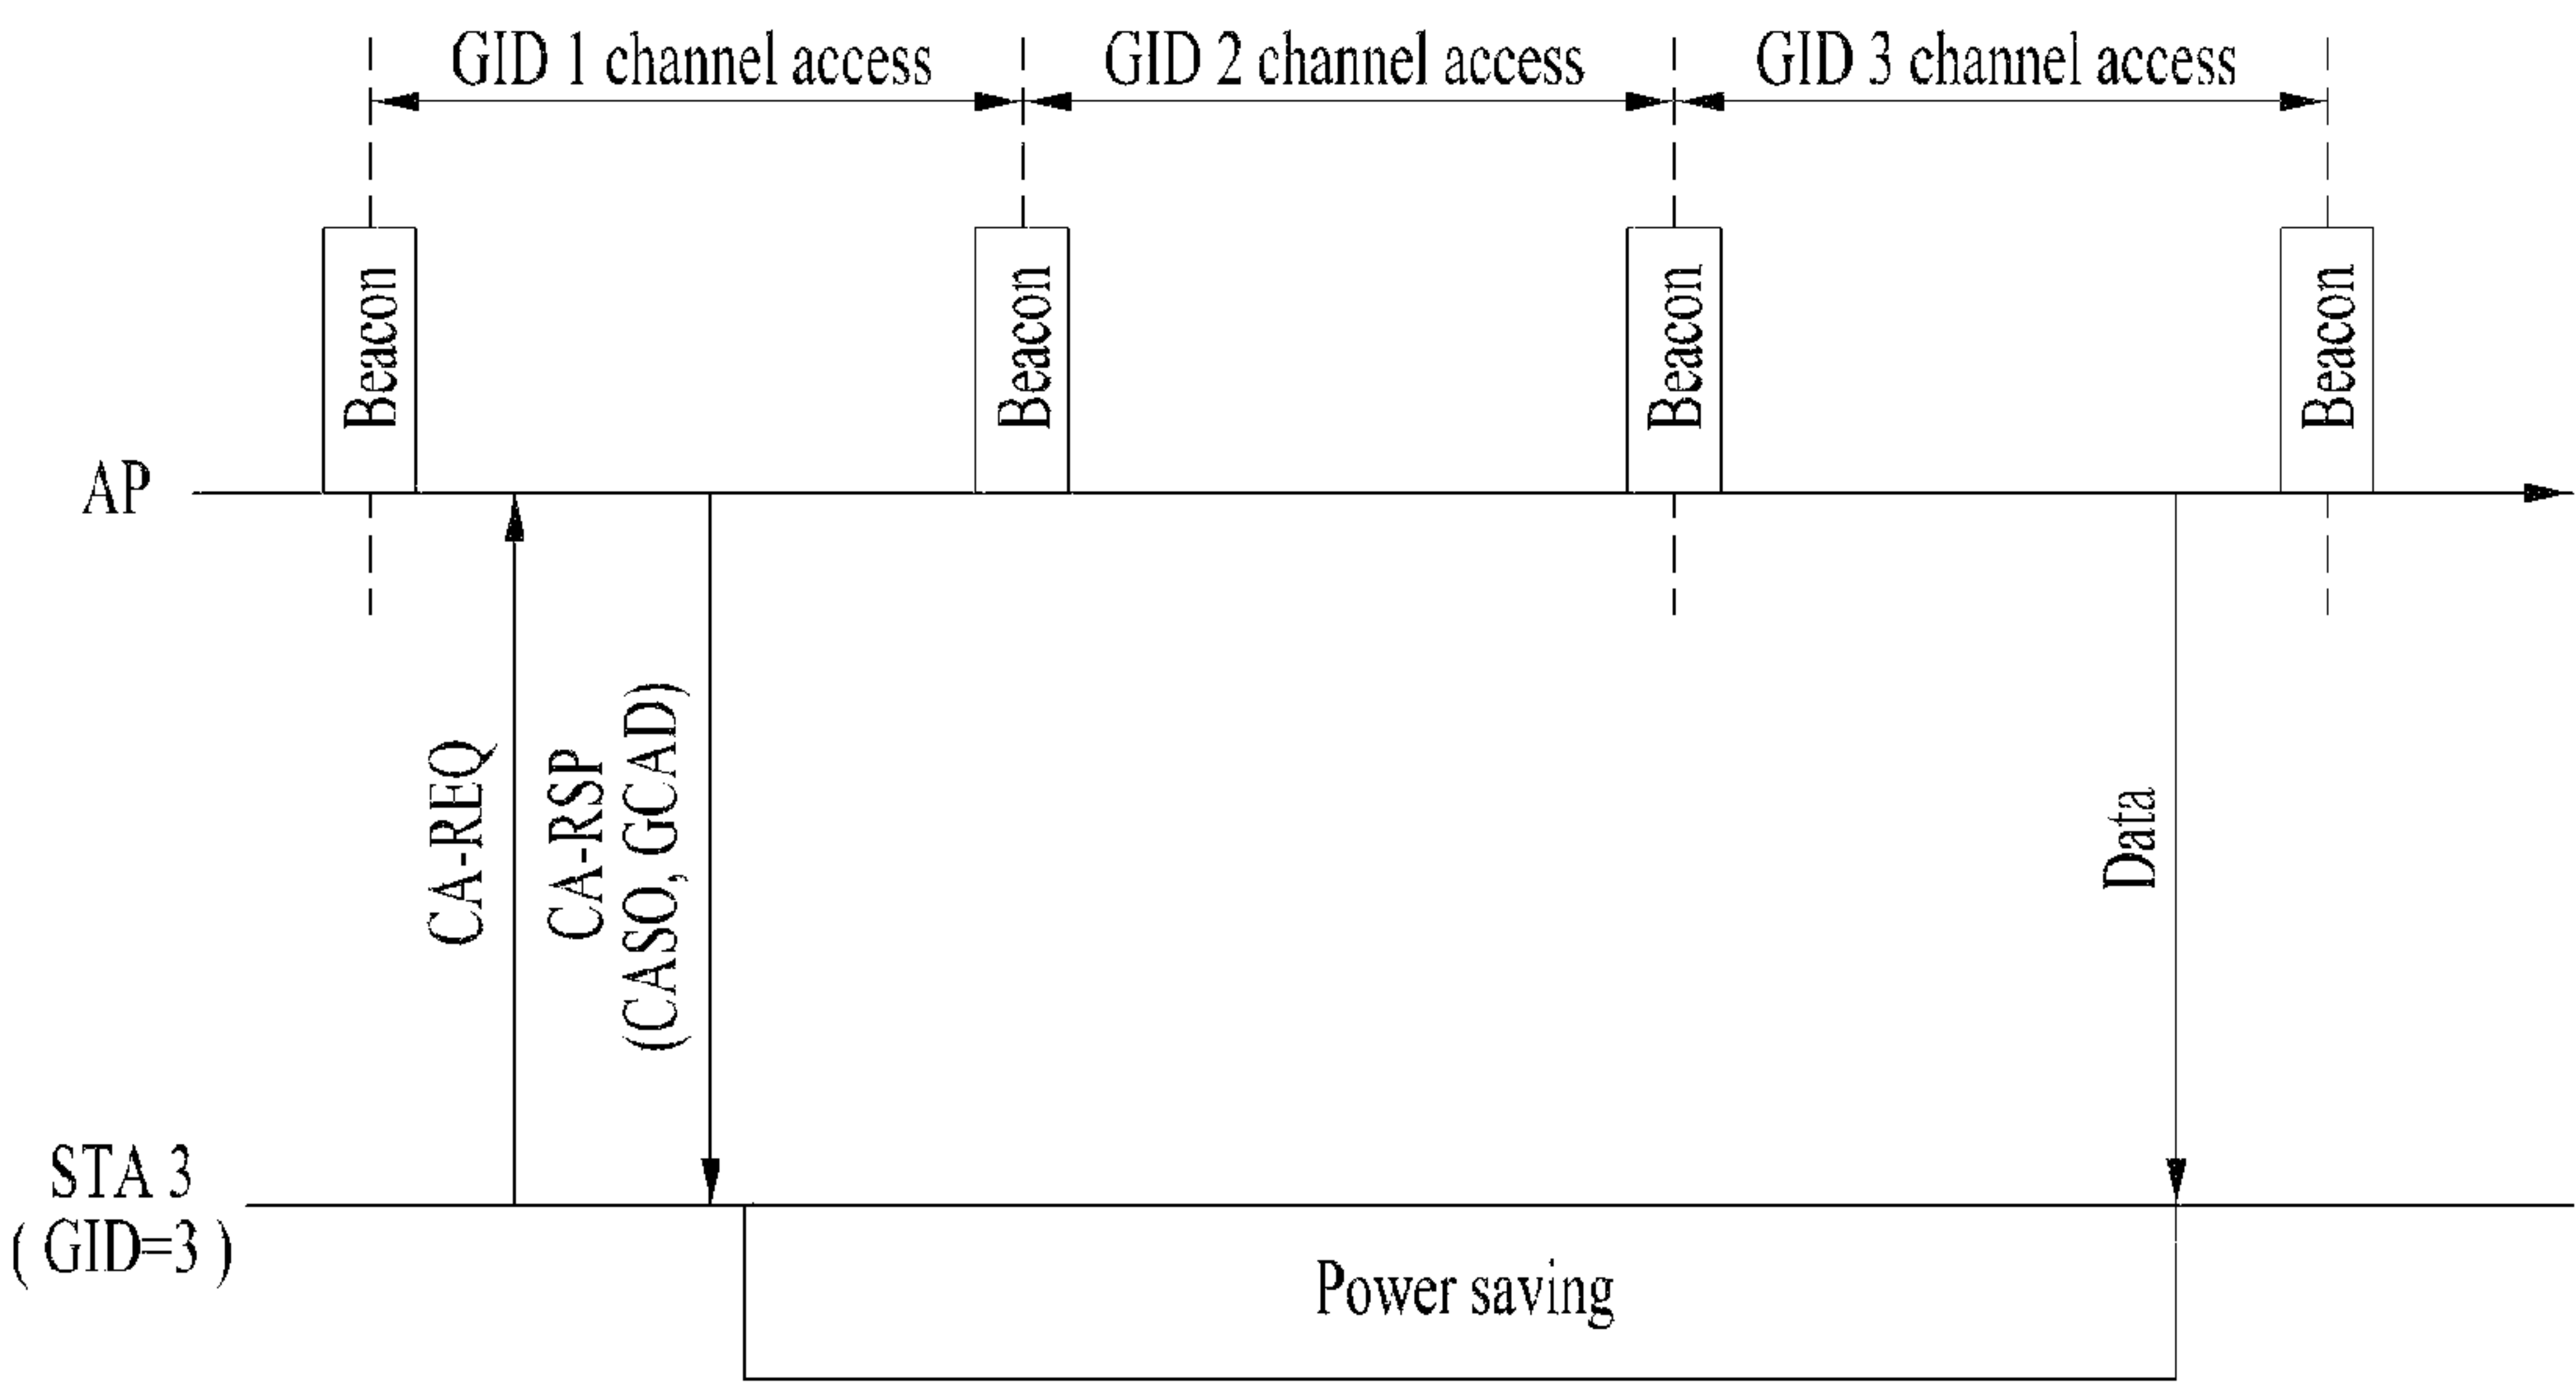 GID 1 channel access
GID 2 channel access
GID 3 channel access
Beacon
Beacon
Beacon
Beacon
AP
CA-REQ
CA-RSP
(CASO, GCAD)
Data
STA 3
( GID=3 )
Power saving